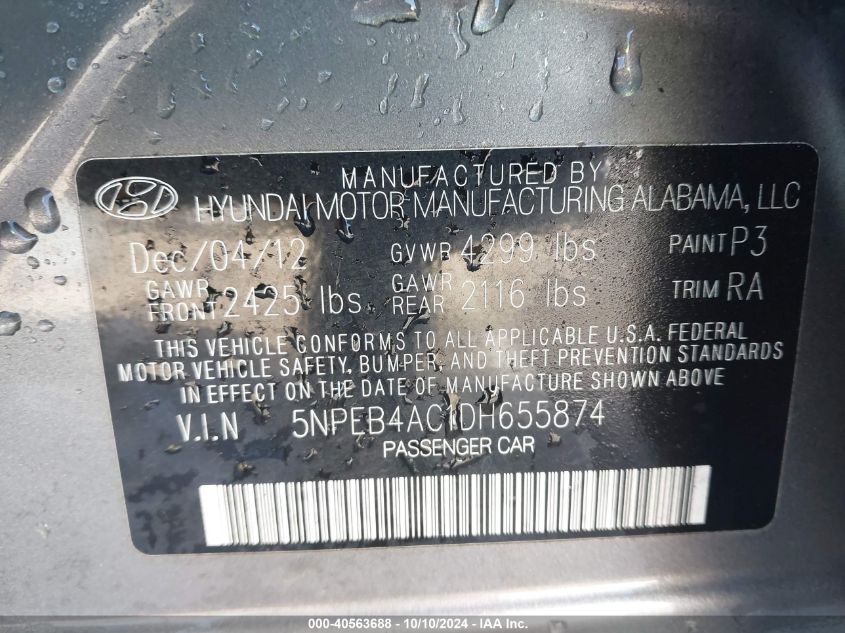 MANUFACTURED BY
HYUNDAI MOTOR MANUFACTURING ALABAMA, LLC
Dec/04/12 GVWR 4299 lbs PAINT P3
GAWR FRONT 2425 lbs GAWR REAR 2116 lbs TRIM RA
THIS VEHICLE CONFORMS TO ALL APPLICABLE U.S.A. FEDERAL
MOTOR VEHICLE SAFETY, BUMPER, AND THEFT PREVENTION STANDARDS
IN EFFECT ON THE DATE OF MANUFACTURE SHOWN ABOVE
V.I.N 5NPEB4AC1DH655874
PASSENGER CAR
000-40563688 - 10/10/2024 - IAA, Inc.